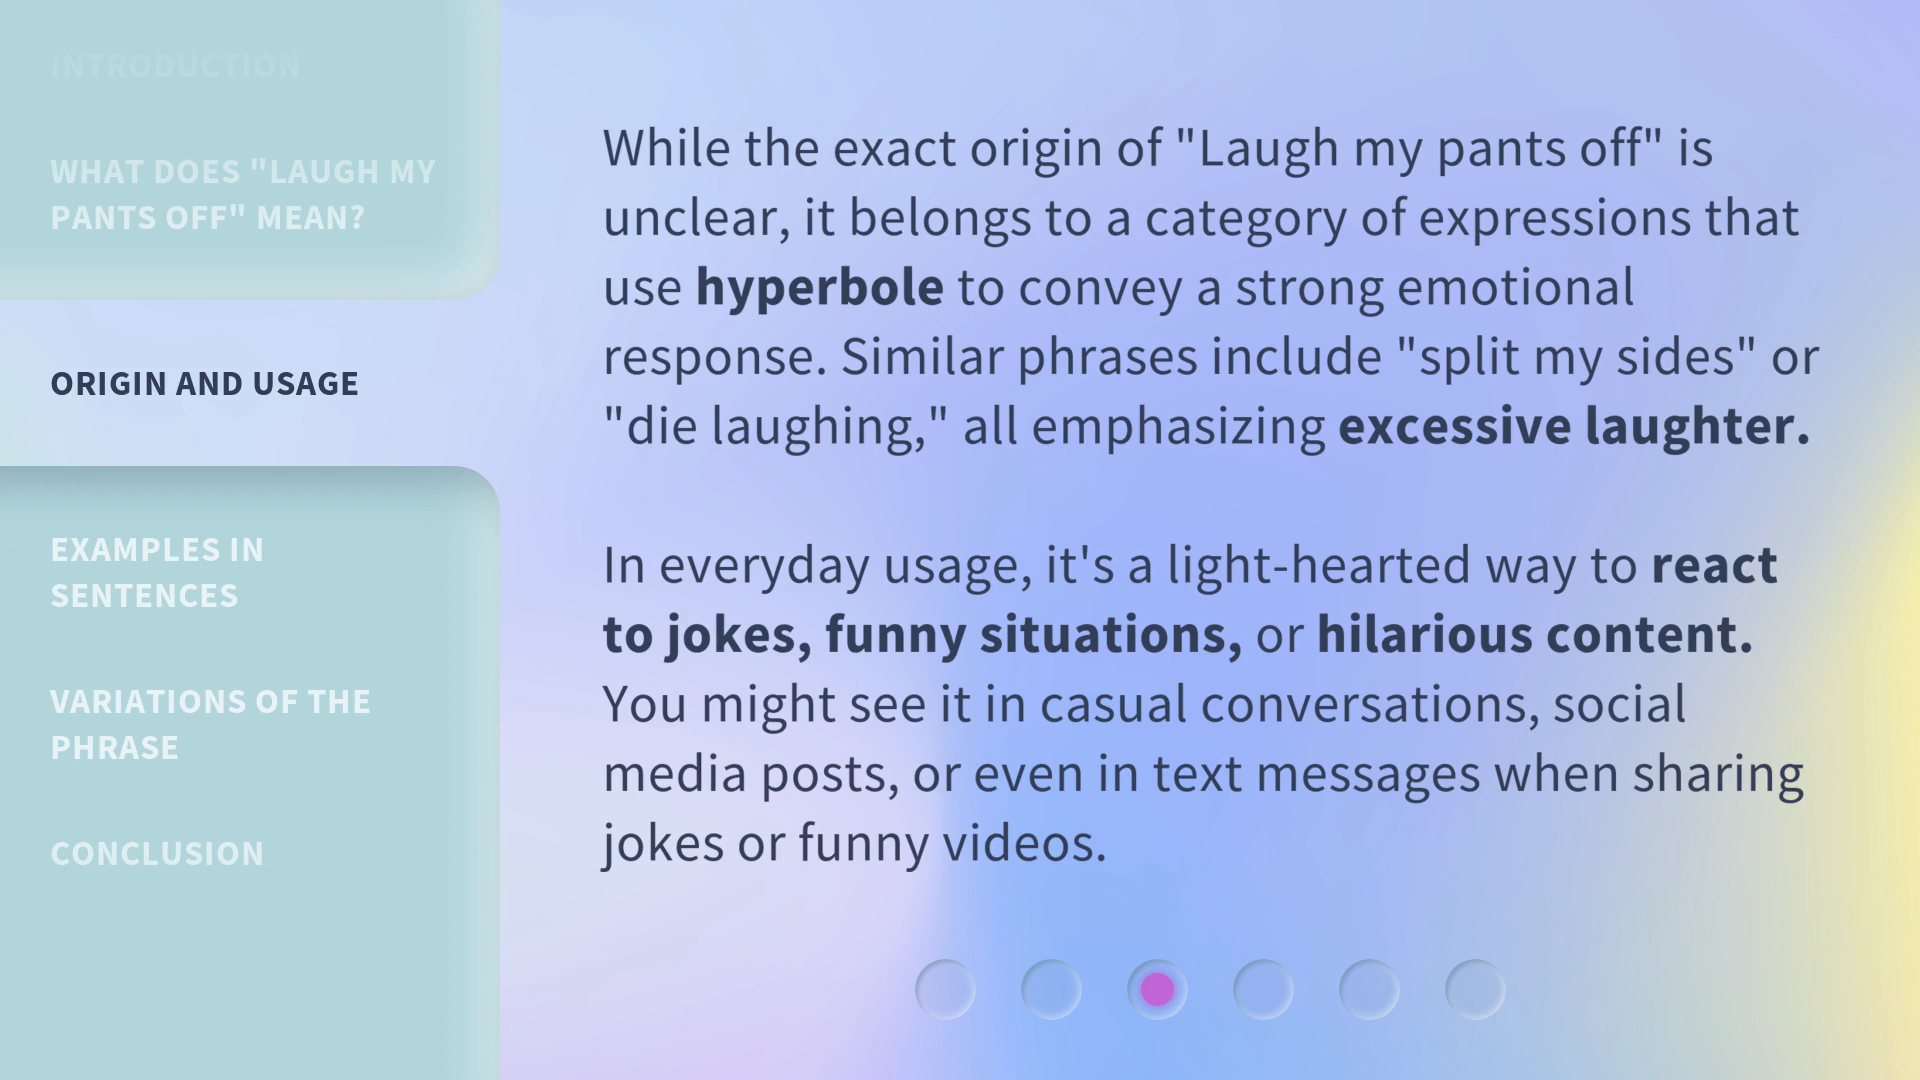 INTRODUCTION
WHAT DOES "LAUGH MY
PANTS OFF" MEAN?
ORIGIN AND USAGE
EXAMPLES IN
SENTENCES
VARIATIONS OF THE
PHRASE
CONCLUSION
While the exact origin of "Laugh my pants off" is
unclear, it belongs to a category of expressions that
use hyperbole to convey a strong emotional
response. Similar phrases include "split my sides" or
"die laughing," all emphasizing excessive laughter.
In everyday usage, it's a light-hearted way to react
to jokes, funny situations, or hilarious content.
You might see it in casual conversations, social
media posts, or even in text messages when sharing
jokes or funny videos.